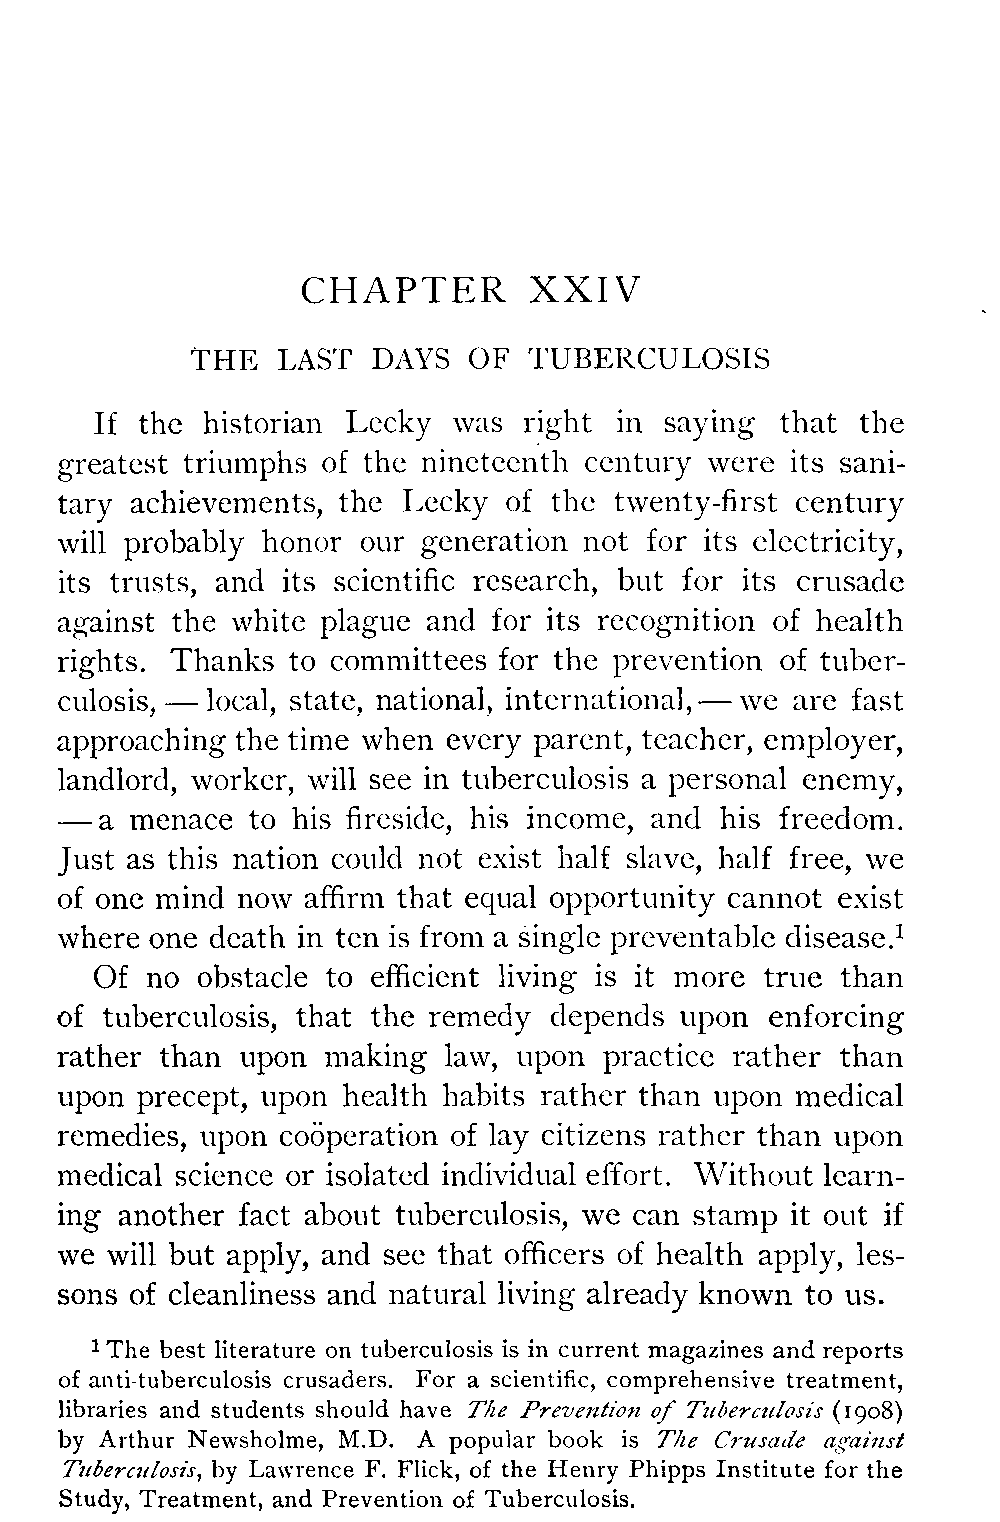 CHAPTER XXIV
THE LAST DAYS OF TUBERCULOSIS
If the historian Lecky was right in saying that the
greatest triumphs of the nineteenth century were its sani-
tary achievements, the Lecky of the twenty-first century
will probably honor our generation not for its electricity,
its trusts, and its scientific research, but for its crusade
against the white plague and for its recognition of health
rights. Thanks to committees for the prevention of tuber-
culosis, — local, state, national, international, — we are fast
approaching the time when every parent, teacher, employer,
landlord, worker, will see in tuberculosis a personal enemy,
— a menace to his fireside, his income, and his freedom.
Just as this nation could not exist half slave, half free, we
of one mind now affirm that equal opportunity cannot exist
where one death in ten is from a single preventable disease.¹
Of no obstacle to efficient living is it more true than
of tuberculosis, that the remedy depends upon enforcing
rather than upon making law, upon practice rather than
upon precept, upon health habits rather than upon medical
remedies, upon coöperation of lay citizens rather than upon
medical science or isolated individual effort. Without learn-
ing another fact about tuberculosis, we can stamp it out if
we will but apply, and see that officers of health apply, les-
sons of cleanliness and natural living already known to us.
¹ The best literature on tuberculosis is in current magazines and reports
of anti-tuberculosis crusaders. For a scientific, comprehensive treatment,
libraries and students should have The Prevention of Tuberculosis (1908)
by Arthur Newsholme, M.D. A popular book is The Crusade against
Tuberculosis, by Lawrence F. Flick, of the Henry Phipps Institute for the
Study, Treatment, and Prevention of Tuberculosis.